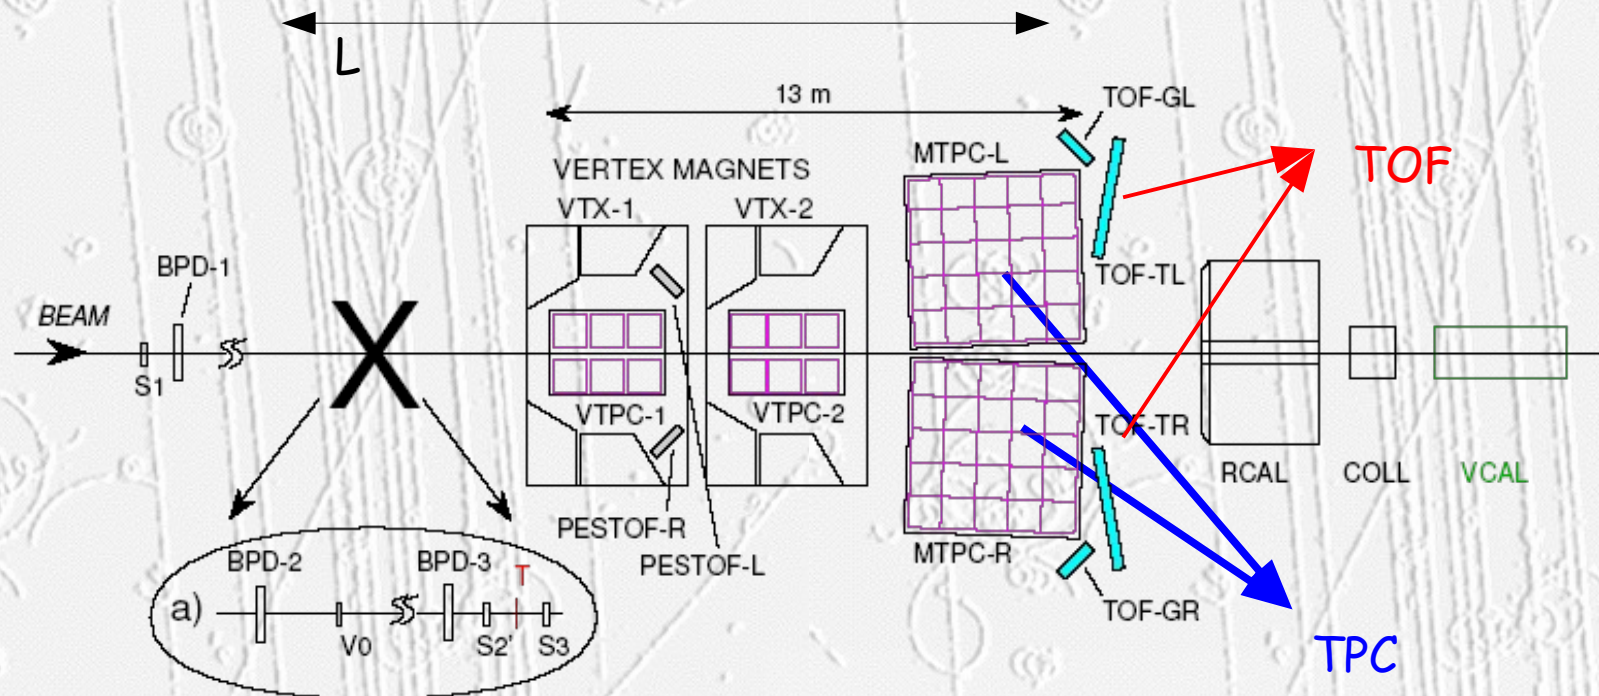 L
13 m
TOF-GL
MTPC-L
VERTEX MAGNETS
VTX-1
VTX-2
TOF
BPD-1
TOF-TL
BEAM
X
S1
VTPC-1
VTPC-2
TOF-TR
RCAL
COLL
VCAL
PESTOF-R
PESTOF-L
MTPC-R
TOF-GR
TPC
BPD-2
BPD-3
T
a)
V0
S2'
S3